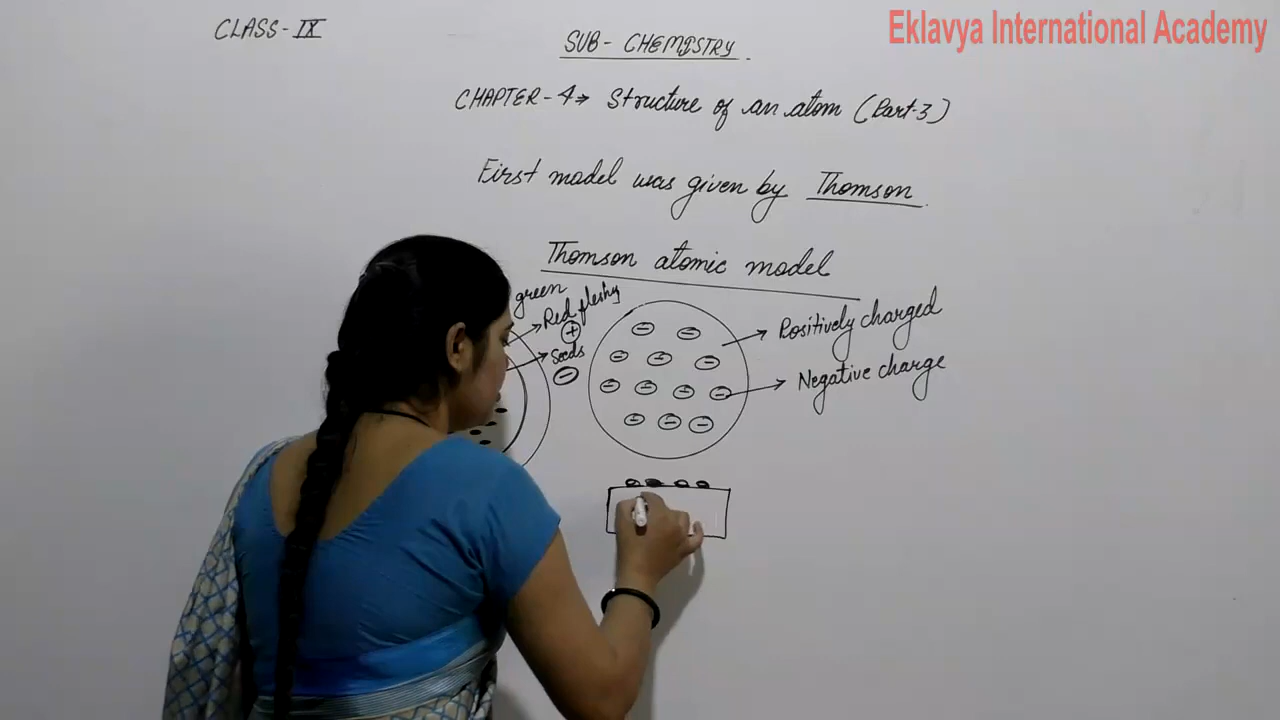 Eklavya International Academy
CLASS - IX
SUB - CHEMISTRY.
CHAPTER - 4 → Structure of an atom (Part-3)
First model was given by Thomson.
Thomson atomic model
green
Red fleshy
+
Seeds
−
Positively charged
Negative charge
− −
− − −
− − − −
− − −